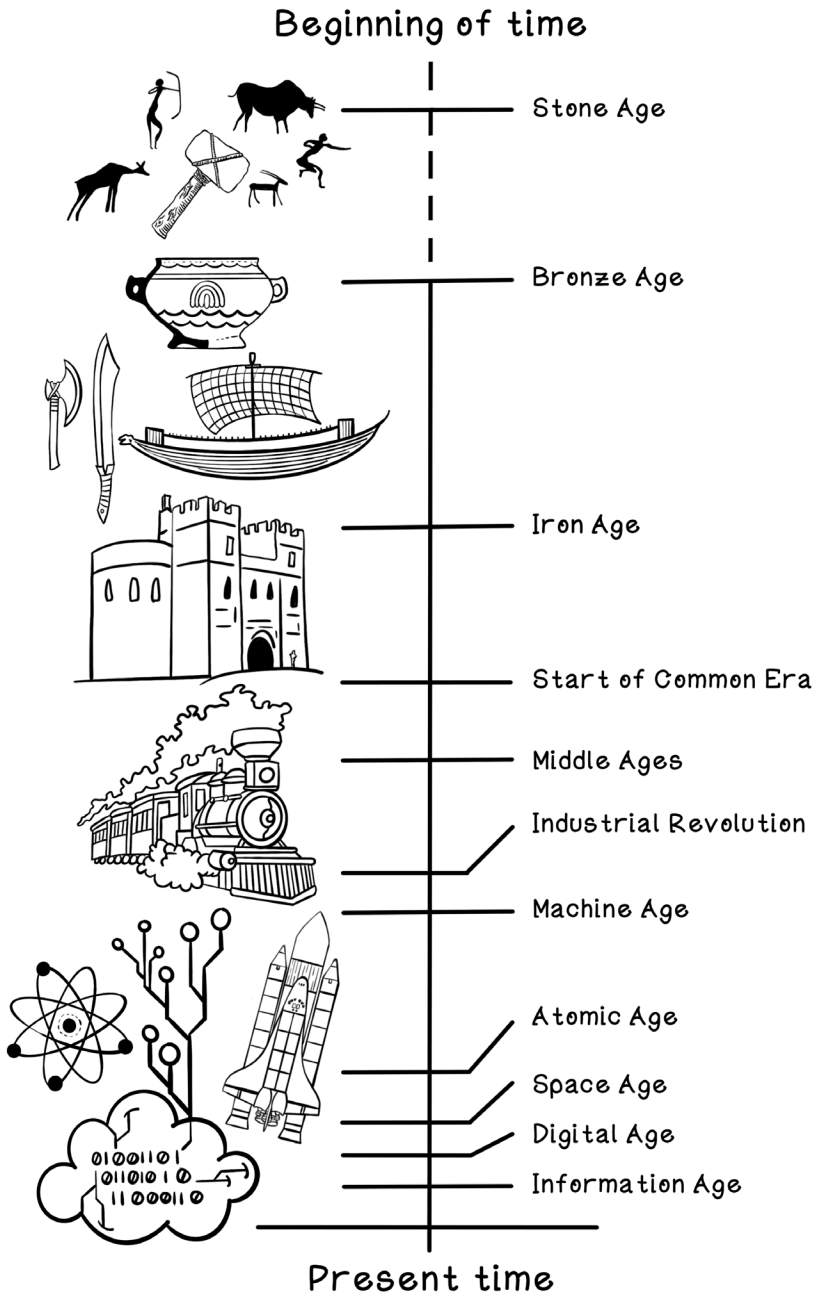 Beginning of time
Stone Age
Bronze Age
Iron Age
Start of Common Era
Middle Ages
Industrial Revolution
Machine Age
Atomic Age
Space Age
Digital Age
Information Age
Present time